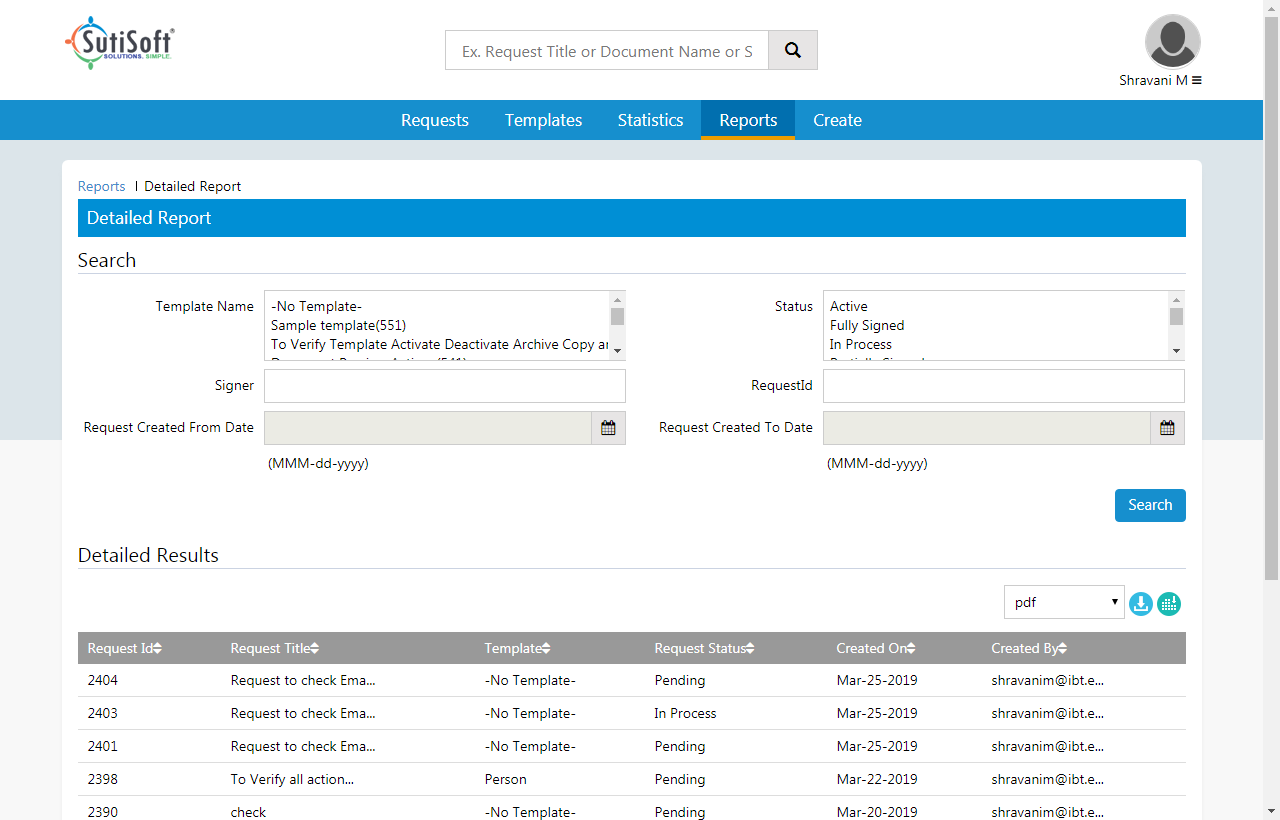 SutiSoft®
SOLUTIONS. SIMPLE.
Ex. Request Title or Document Name or S
Shravani M
Requests Templates Statistics Reports Create
Reports | Detailed Report
Detailed Report
Search
Template Name
-No Template-
Sample template(551)
To Verify Template Activate Deactivate Archive Copy ar
Status
Active
Fully Signed
In Process
Signer
RequestId
Request Created From Date
Request Created To Date
(MMM-dd-yyyy)
(MMM-dd-yyyy)
Search
Detailed Results
pdf
Request Id Request Title Template Request Status Created On Created By
2404 Request to check Ema... -No Template- Pending Mar-25-2019 shravanim@ibt.e...
2403 Request to check Ema... -No Template- In Process Mar-25-2019 shravanim@ibt.e...
2401 Request to check Ema... -No Template- Pending Mar-25-2019 shravanim@ibt.e...
2398 To Verify all action... Person Pending Mar-22-2019 shravanim@ibt.e...
2390 check -No Template- Pending Mar-20-2019 shravanim@ibt.e...